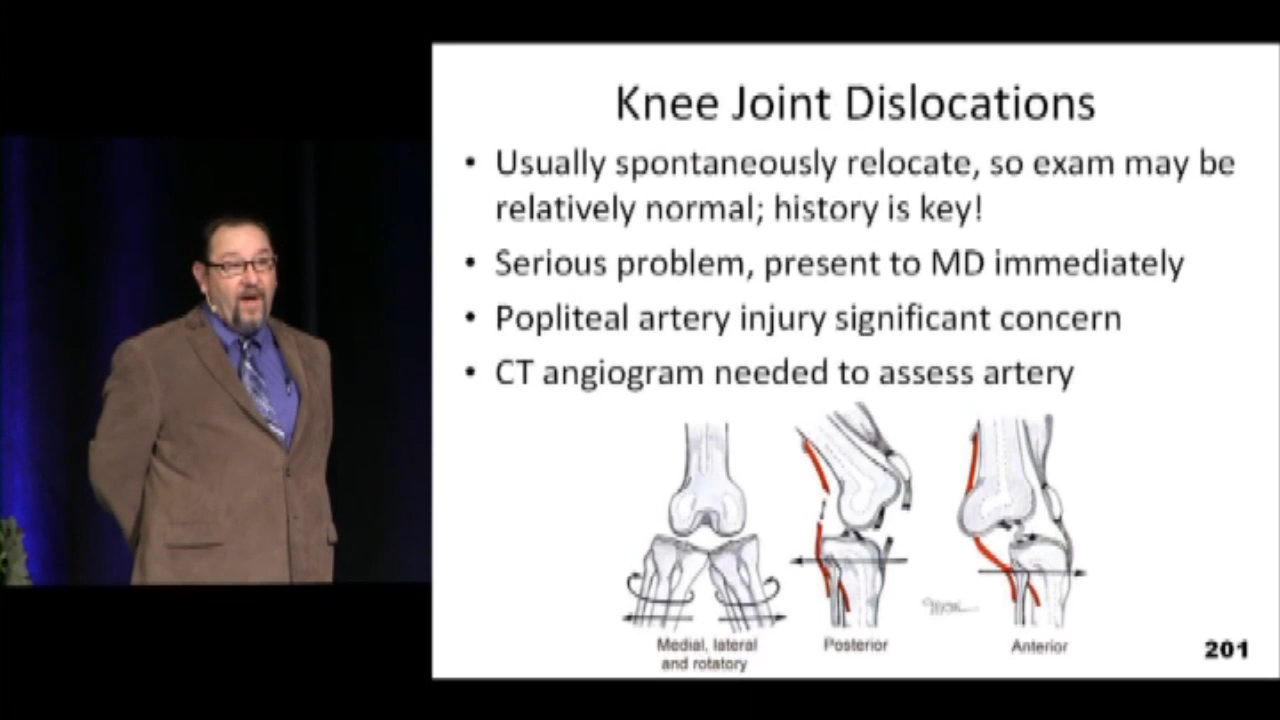 Knee Joint Dislocations
• Usually spontaneously relocate, so exam may be
relatively normal; history is key!
• Serious problem, present to MD immediately
• Popliteal artery injury significant concern
• CT angiogram needed to assess artery
Medial, lateral
and rotatory
Posterior
Anterior
201